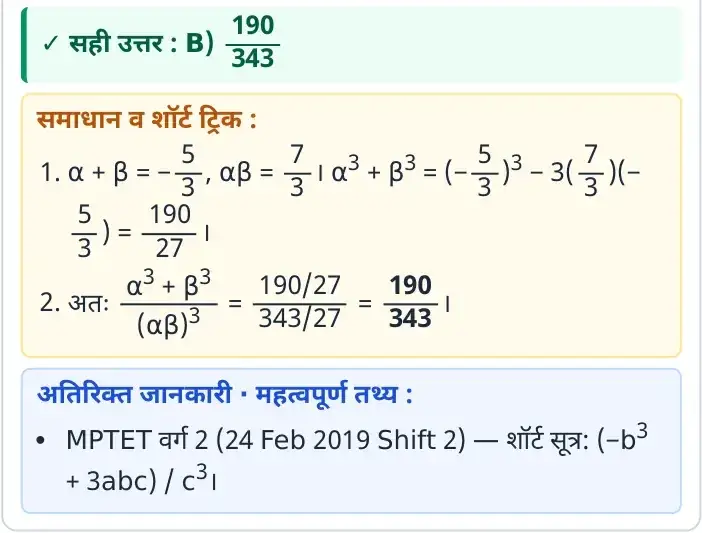 ✓ सही उत्तर : B) 190/343
समाधान व शॉर्ट ट्रिक :
1. α + β = −5/3, αβ = 7/3। α³ + β³ = (−5/3)³ − 3(7/3)(−
5/3) = 190/27।
2. अतः (α³ + β³)/(αβ)³ = (190/27)/(343/27) = 190/343।
अतिरिक्त जानकारी · महत्वपूर्ण तथ्य :
• MPTET वर्ग 2 (24 Feb 2019 Shift 2) — शॉर्ट सूत्र: (−b³
+ 3abc) / c³।